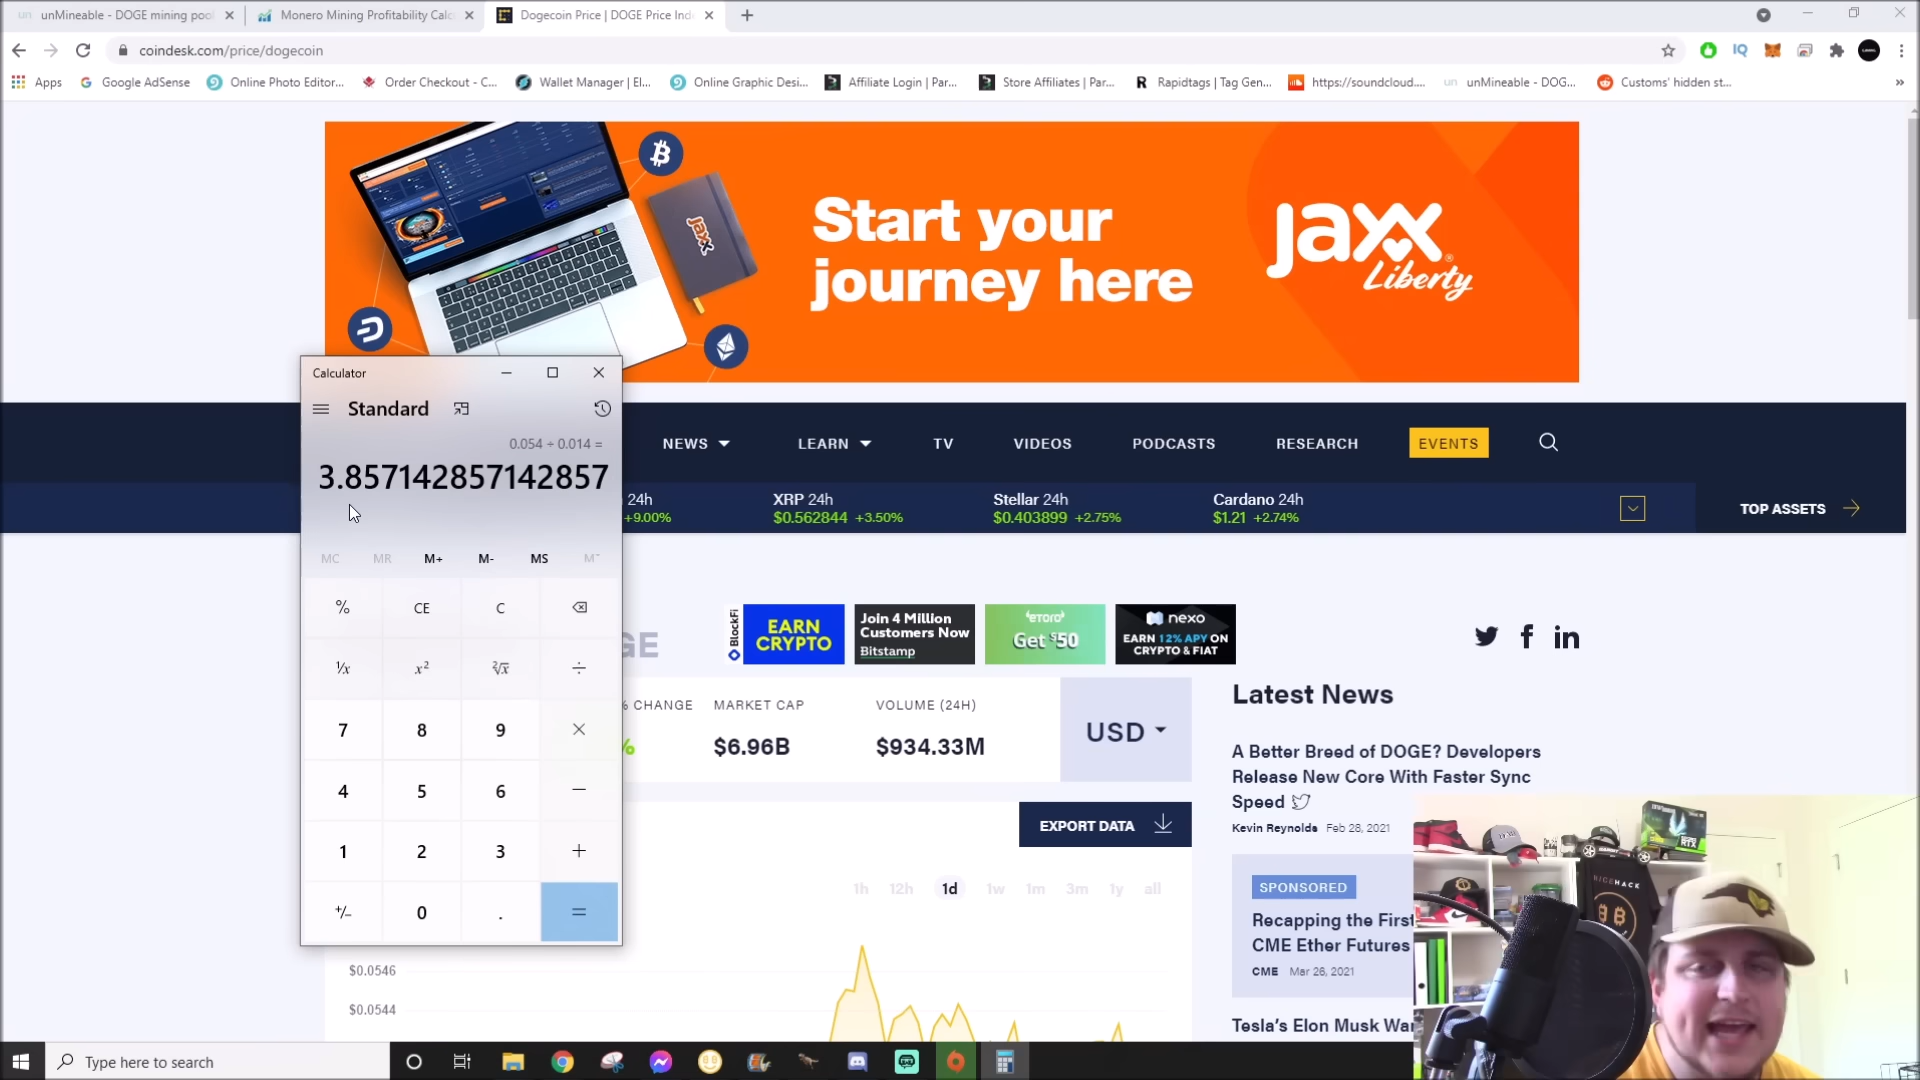 unMineable - DOGE mining pool
Monero Mining Profitability Calc
Dogecoin Price | DOGE Price Ind
coindesk.com/price/dogecoin
Apps
Google AdSense
Online Photo Editor...
Order Checkout - C...
Wallet Manager | El...
Online Graphic Desi...
Affiliate Login | Par...
Store Affiliates | Par...
Rapidtags | Tag Gen...
https://soundcloud....
unMineable - DOG...
Customs' hidden st...
Start your
journey here
jaxx
Liberty
jaxx
Calculator
Standard
0.054 ÷ 0.014 =
3.857142857142857
MC MR M+ M- MS M˅
% CE C
¹/x x² ²√x ÷
7 8 9 ×
4 5 6 −
1 2 3 +
+/− 0 . =
NEWS
LEARN
TV
VIDEOS
PODCASTS
RESEARCH
EVENTS
24h
+9.00%
XRP 24h
$0.562844 +3.50%
Stellar 24h
$0.403899 +2.75%
Cardano 24h
$1.21 +2.74%
TOP ASSETS
GE
BlockFi
EARN
CRYPTO
Join 4 Million
Customers Now
Bitstamp
etoro
Get $50
nexo
EARN 12% APY ON
CRYPTO & FIAT
% CHANGE
%
MARKET CAP
$6.96B
VOLUME (24H)
$934.33M
USD
EXPORT DATA
1h 12h 1d 1w 1m 3m 1y all
$0.0546
$0.0544
Latest News
A Better Breed of DOGE? Developers
Release New Core With Faster Sync
Speed
Kevin Reynolds Feb 28, 2021
SPONSORED
Recapping the First
CME Ether Futures
CME Mar 26, 2021
Tesla's Elon Musk War
RICEHACK
RTX
Type here to search